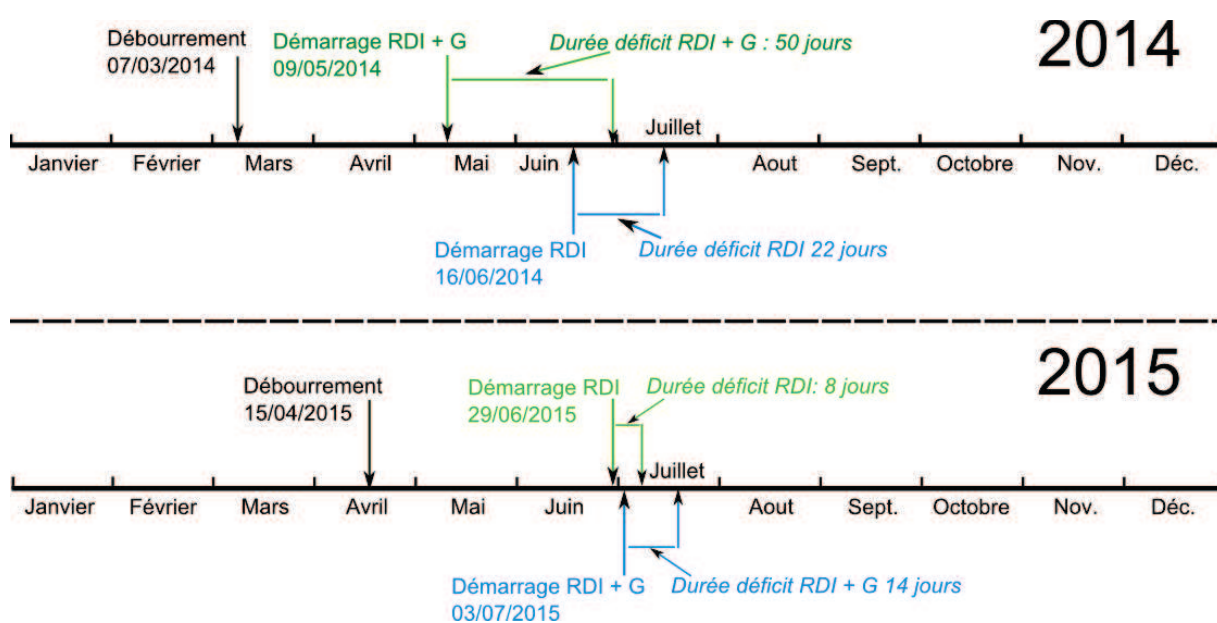 2014
Débourrement
07/03/2014
Démarrage RDI + G
09/05/2014
Durée déficit RDI + G : 50 jours
Juillet
Janvier Février Mars Avril Mai Juin Aout Sept. Octobre Nov. Déc.
Démarrage RDI
16/06/2014
Durée déficit RDI 22 jours
2015
Débourrement
15/04/2015
Démarrage RDI
29/06/2015
Durée déficit RDI: 8 jours
Juillet
Janvier Février Mars Avril Mai Juin Aout Sept. Octobre Nov. Déc.
Démarrage RDI + G
03/07/2015
Durée déficit RDI + G 14 jours